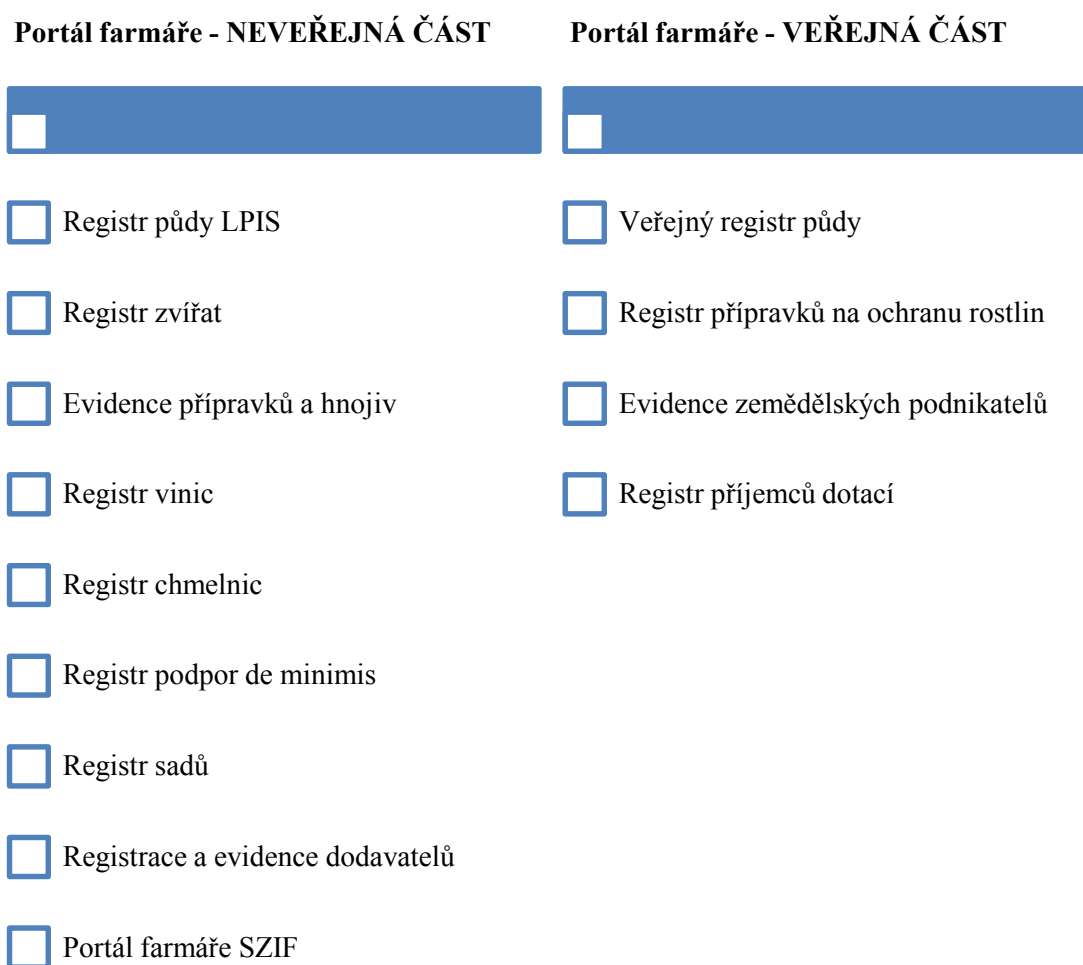 Portál farmáře - NEVEŘEJNÁ ČÁST
Registr půdy LPIS
Registr zvířat
Evidence přípravků a hnojiv
Registr vinic
Registr chmelnic
Registr podpor de minimis
Registr sadů
Registrace a evidence dodavatelů
Portál farmáře SZIF
Portál farmáře - VEŘEJNÁ ČÁST
Veřejný registr půdy
Registr přípravků na ochranu rostlin
Evidence zemědělských podnikatelů
Registr příjemců dotací